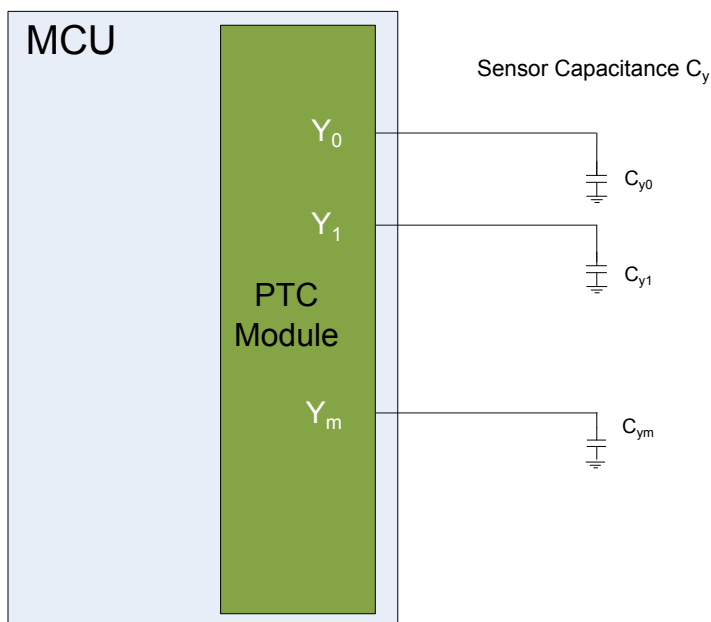 MCU
Sensor Capacitance Cy
Y0
Cy0
Y1
Cy1
PTC
Module
Ym
Cym